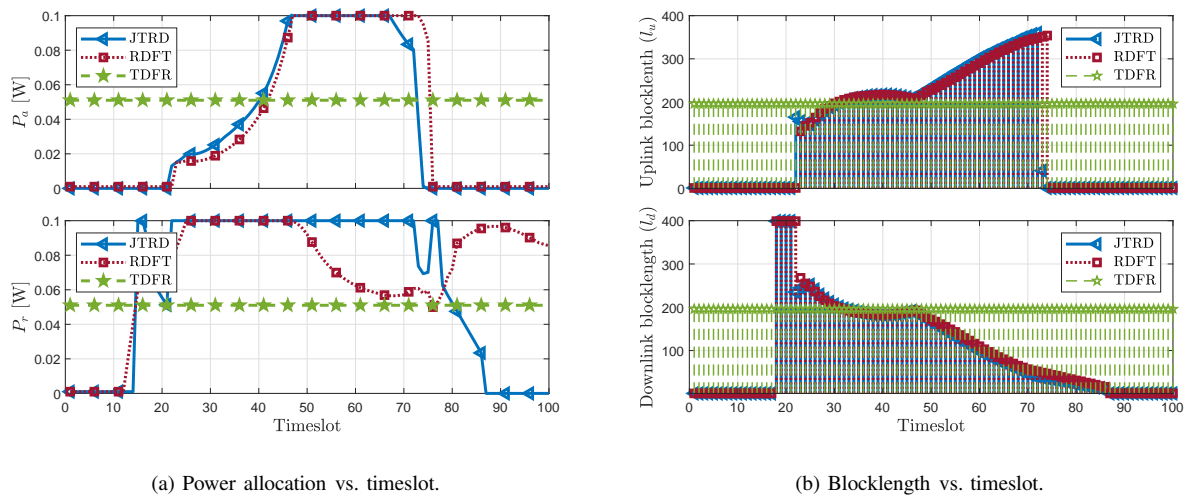 0.1
0.08
0.06
0.04
0.02
0
P_a [W]
JTRD
RDFT
TDFR
0.1
0.08
0.06
0.04
0.02
0
P_r [W]
JTRD
RDFT
TDFR
0 10 20 30 40 50 60 70 80 90 100
Timeslot
(a) Power allocation vs. timeslot.
400
300
200
100
0
Uplink blocklenth (l_u)
JTRD
RDFT
TDFR
400
300
200
100
Downlink blocklength (l_d)
JTRD
RDFT
TDFR
0 10 20 30 40 50 60 70 80 90 100
Timeslot
(b) Blocklength vs. timeslot.